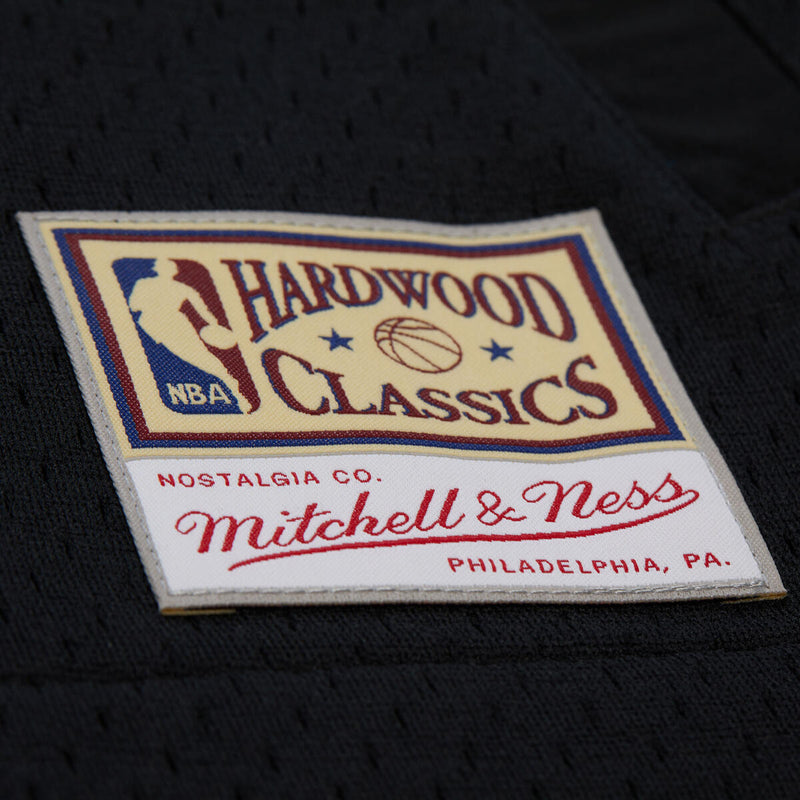 HARDWOOD
CLASSICS
NBA
NOSTALGIA CO.
Mitchell & Ness
PHILADELPHIA, PA.